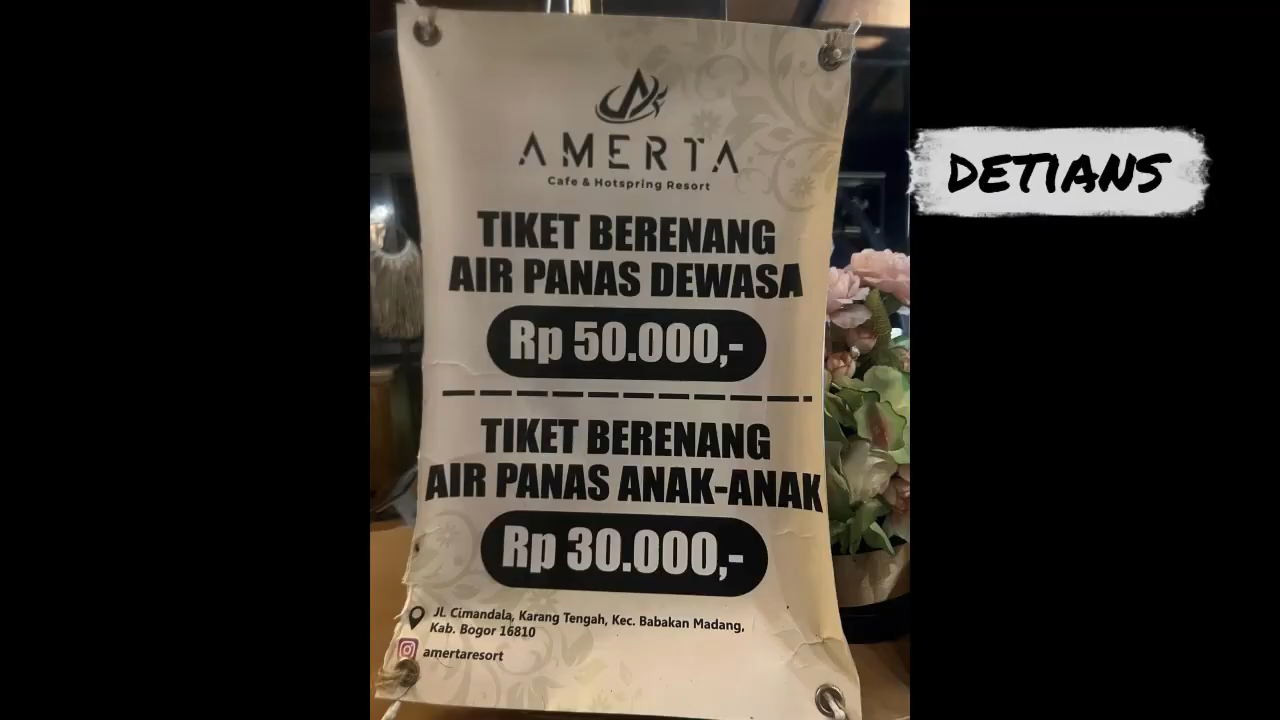 AMERTA
Cafe & Hotspring Resort
TIKET BERENANG
AIR PANAS DEWASA
Rp 50.000,-
TIKET BERENANG
AIR PANAS ANAK-ANAK
Rp 30.000,-
Jl. Cimandala, Karang Tengah, Kec. Babakan Madang,
Kab. Bogor 16810
amertaresort
DETIANS